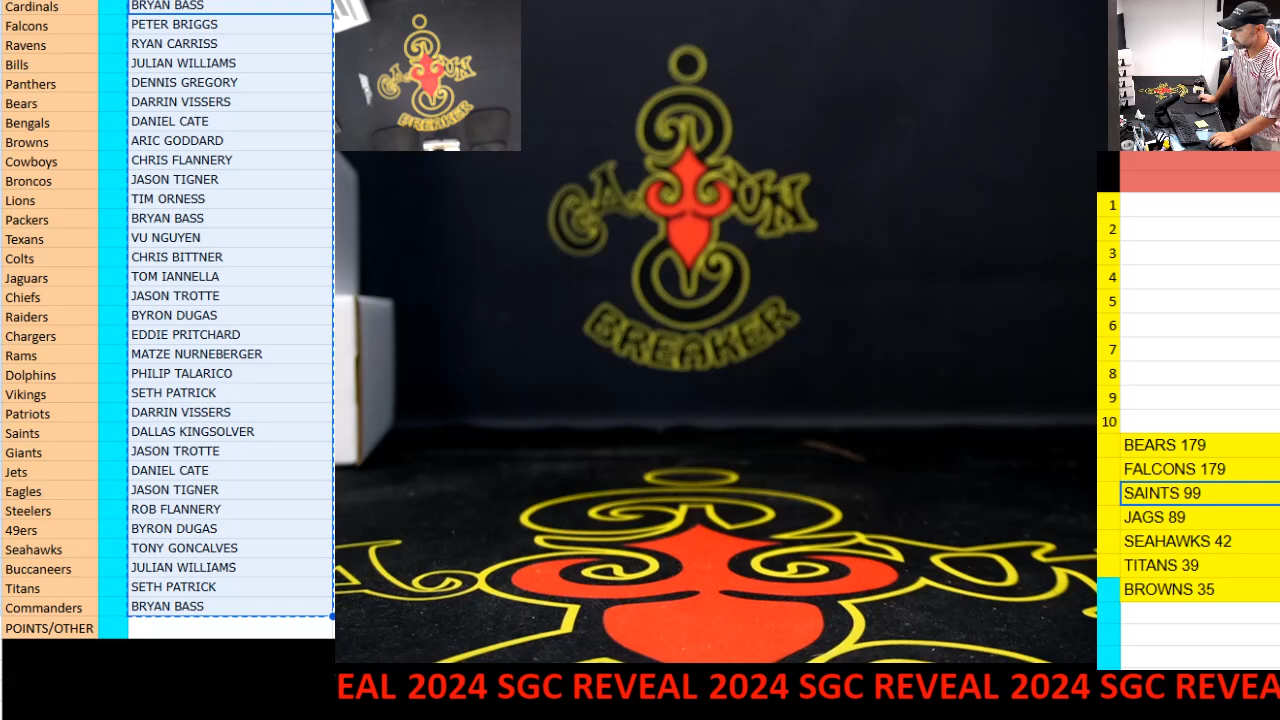 Cardinals BRYAN BASS
Falcons PETER BRIGGS
Ravens RYAN CARRISS
Bills JULIAN WILLIAMS
Panthers DENNIS GREGORY
Bears DARRIN VISSERS
Bengals DANIEL CATE
Browns ARIC GODDARD
Cowboys CHRIS FLANNERY
Broncos JASON TIGNER
Lions TIM ORNESS
Packers BRYAN BASS
Texans VU NGUYEN
Colts CHRIS BITTNER
Jaguars TOM IANNELLA
Chiefs JASON TROTTE
Raiders BYRON DUGAS
Chargers EDDIE PRITCHARD
Rams MATZE NURNEBERGER
Dolphins PHILIP TALARICO
Vikings SETH PATRICK
Patriots DARRIN VISSERS
Saints DALLAS KINGSOLVER
Giants JASON TROTTE
Jets DANIEL CATE
Eagles JASON TIGNER
Steelers ROB FLANNERY
49ers BYRON DUGAS
Seahawks TONY GONCALVES
Buccaneers JULIAN WILLIAMS
Titans SETH PATRICK
Commanders BRYAN BASS
POINTS/OTHER
CAJUN
BREAKER
CAJUN
BREAKER
1
2
3
4
5
6
7
8
9
10
BEARS 179
FALCONS 179
SAINTS 99
JAGS 89
SEAHAWKS 42
TITANS 39
BROWNS 35
EAL 2024 SGC REVEAL 2024 SGC REVEAL 2024 SGC REVEA